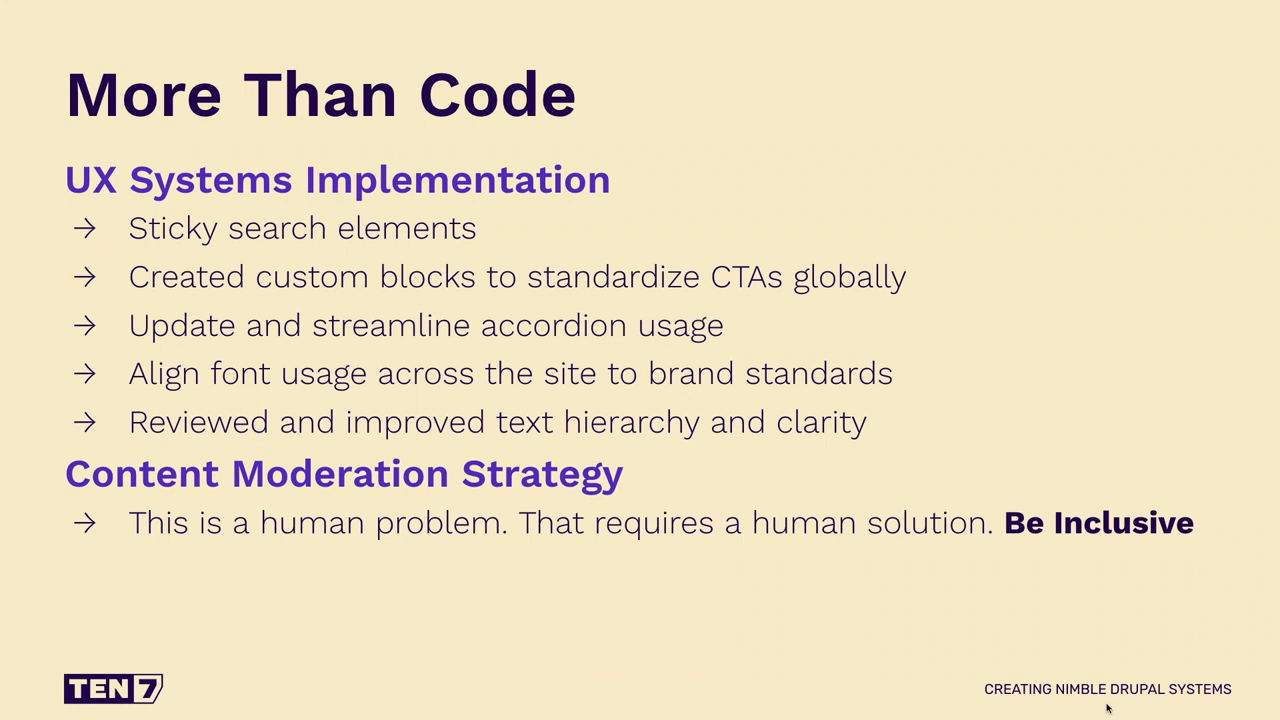 More Than Code
UX Systems Implementation
→ Sticky search elements
→ Created custom blocks to standardize CTAs globally
→ Update and streamline accordion usage
→ Align font usage across the site to brand standards
→ Reviewed and improved text hierarchy and clarity
Content Moderation Strategy
→ This is a human problem. That requires a human solution. Be Inclusive
TEN7
CREATING NIMBLE DRUPAL SYSTEMS